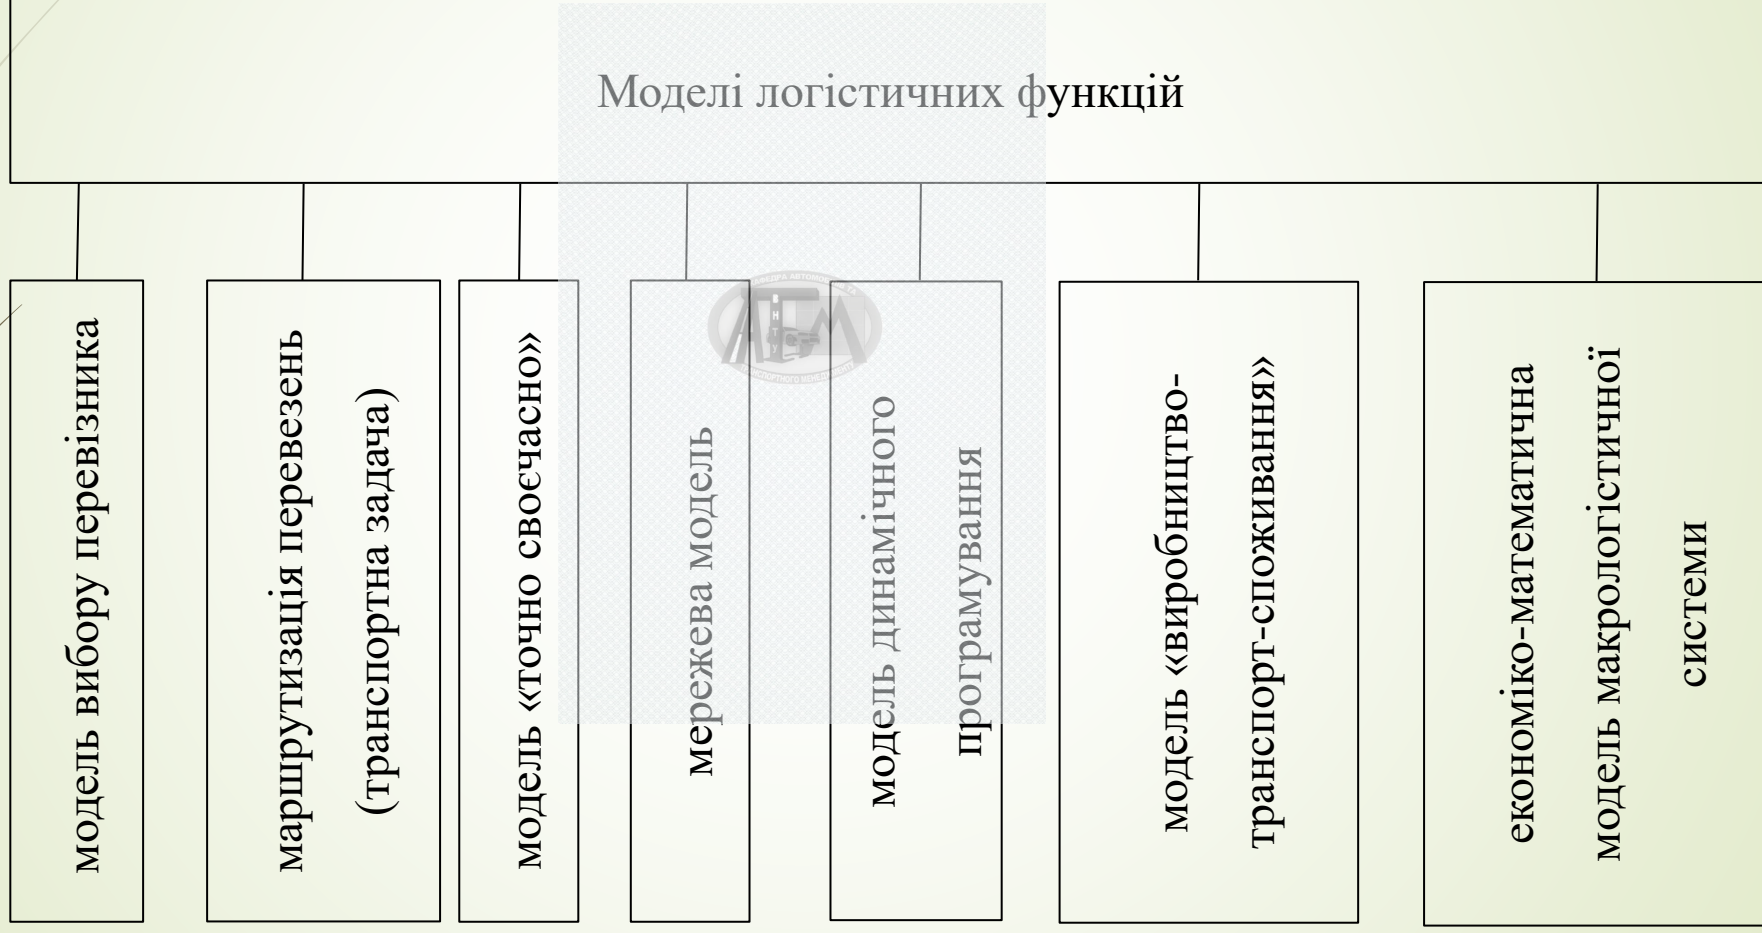 Моделі логістичних функцій
модель вибору перевізника
маршрутизація перевезень
(транспортна задача)
модель «точно своєчасно»
мережева модель
модель динамічного
програмування
модель «виробництво-
транспорт-споживання»
економіко-математична
модель макрологістичної
системи
ВНТУ